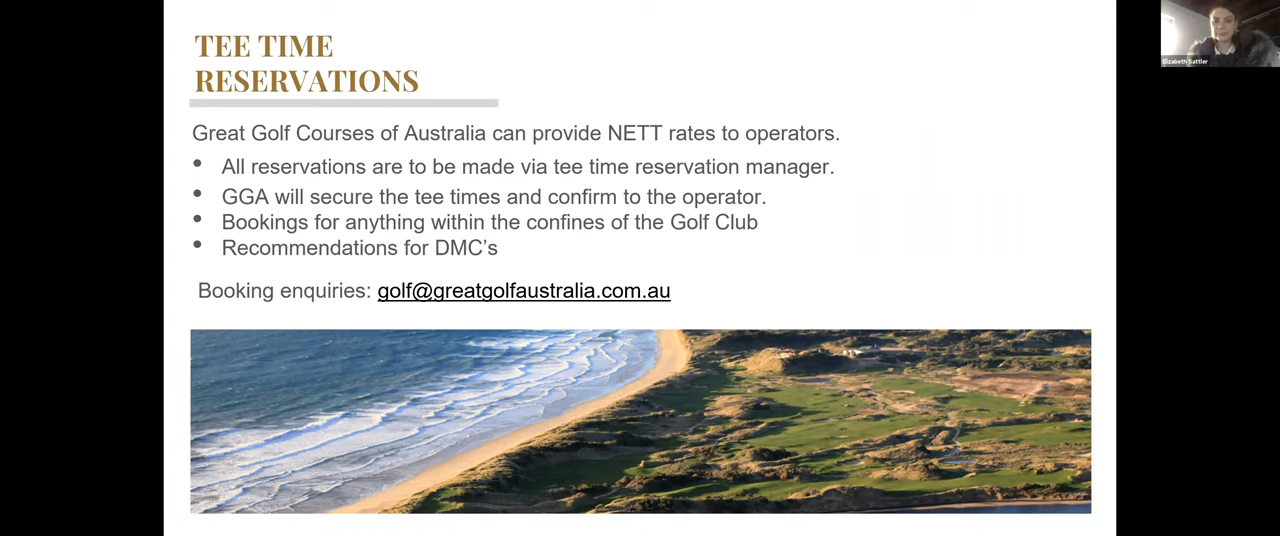 TEE TIME
RESERVATIONS
Great Golf Courses of Australia can provide NETT rates to operators.
• All reservations are to be made via tee time reservation manager.
• GGA will secure the tee times and confirm to the operator.
• Bookings for anything within the confines of the Golf Club
• Recommendations for DMC’s
Booking enquiries: golf@greatgolfaustralia.com.au
Elizabeth Sattler